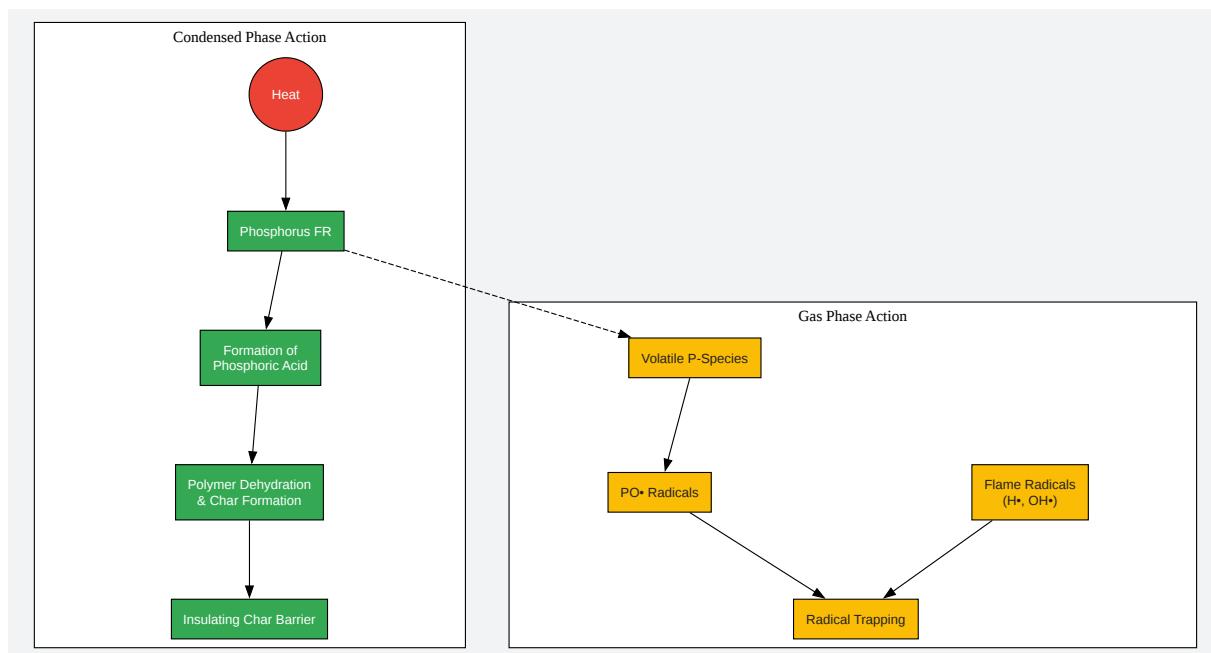 Condensed Phase Action
Heat
Phosphorus FR
Formation of
Phosphoric Acid
Polymer Dehydration
& Char Formation
Insulating Char Barrier
Gas Phase Action
Volatile P-Species
PO• Radicals
Flame Radicals
(H•, OH•)
Radical Trapping